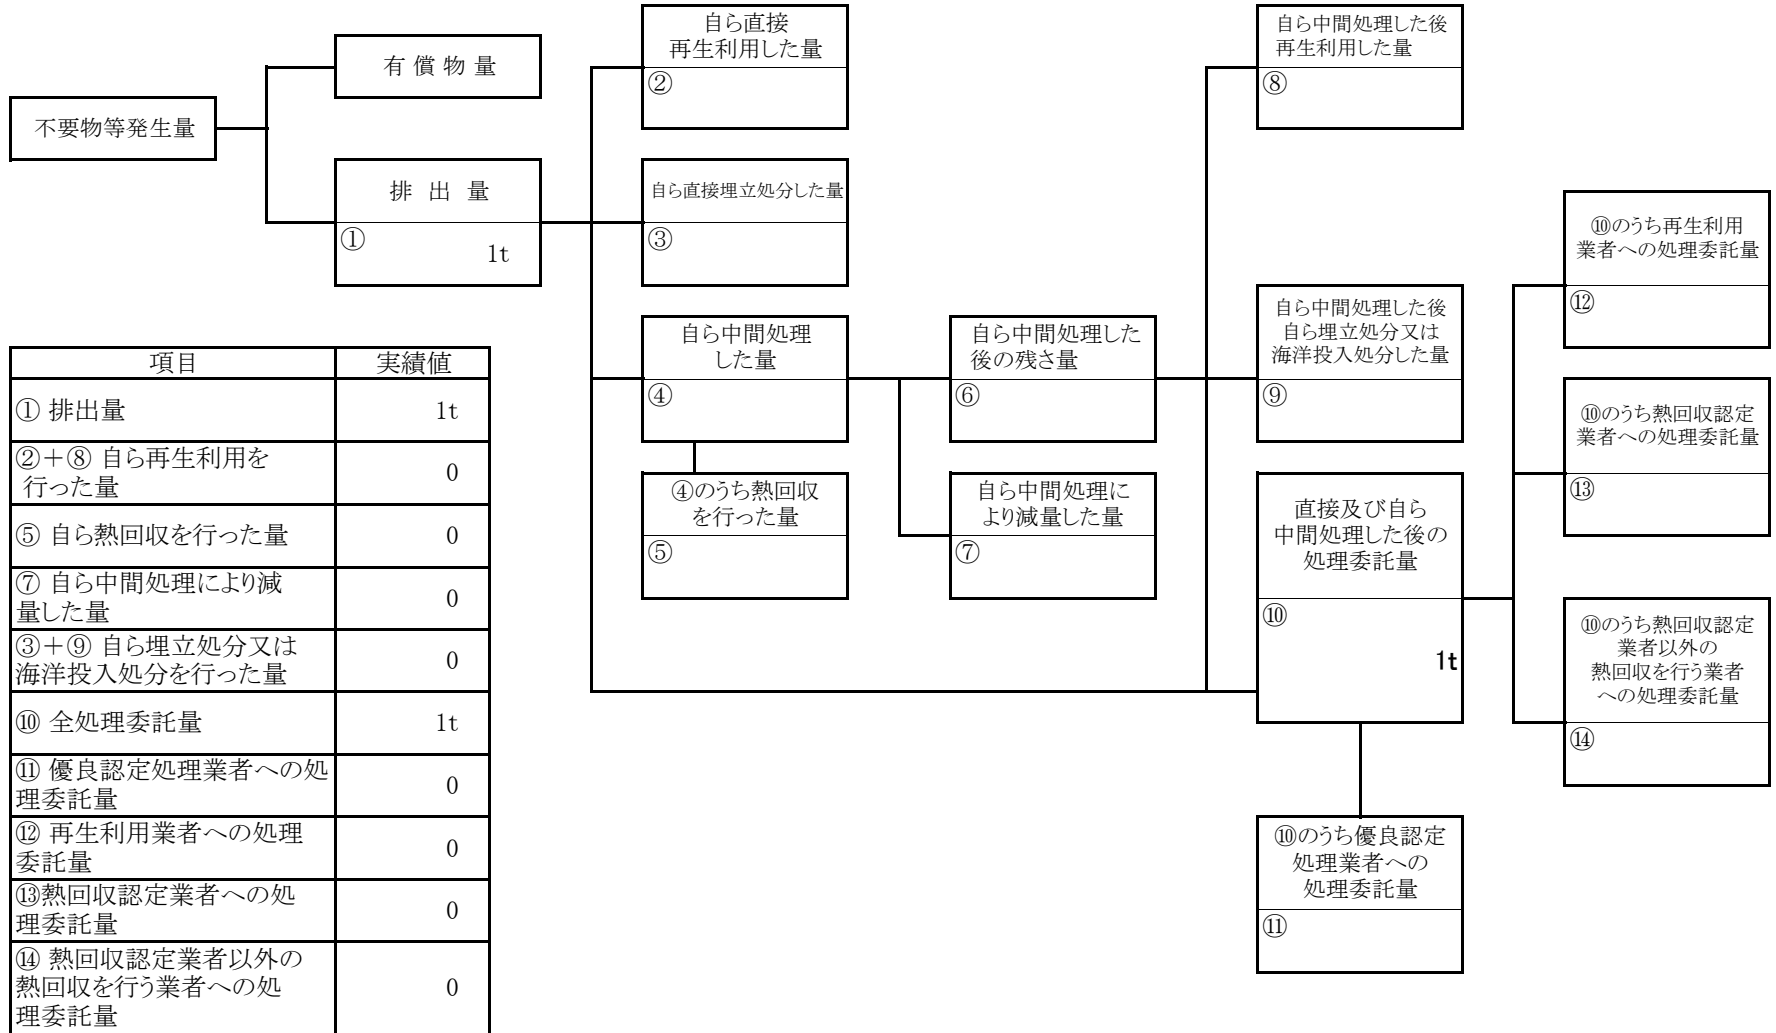 不要物等発生量
有 償 物 量
排 出 量
①
1t
自ら直接
再生利用した量
②
自ら直接埋立処分した量
③
自ら中間処理
した量
④
④のうち熱回収
を行った量
⑤
自ら中間処理した
後の残さ量
⑥
自ら中間処理に
より減量した量
⑦
自ら中間処理した後
再生利用した量
⑧
自ら中間処理した後
自ら埋立処分又は
海洋投入処分した量
⑨
直接及び自ら
中間処理した後の
処理委託量
⑩
1t
⑩のうち優良認定
処理業者への
処理委託量
⑪
⑩のうち再生利用
業者への処理委託量
⑫
⑩のうち熱回収認定
業者への処理委託量
⑬
⑩のうち熱回収認定
業者以外の
熱回収を行う業者
への処理委託量
⑭
項目 実績値
① 排出量 1t
②+⑧ 自ら再生利用を
行った量 0
⑤ 自ら熱回収を行った量 0
⑦ 自ら中間処理により減
量した量 0
③+⑨ 自ら埋立処分又は
海洋投入処分を行った量 0
⑩ 全処理委託量 1t
⑪ 優良認定処理業者への処
理委託量 0
⑫ 再生利用業者への処理
委託量 0
⑬熱回収認定業者への処
理委託量 0
⑭ 熱回収認定業者以外の
熱回収を行う業者への処
理委託量 0